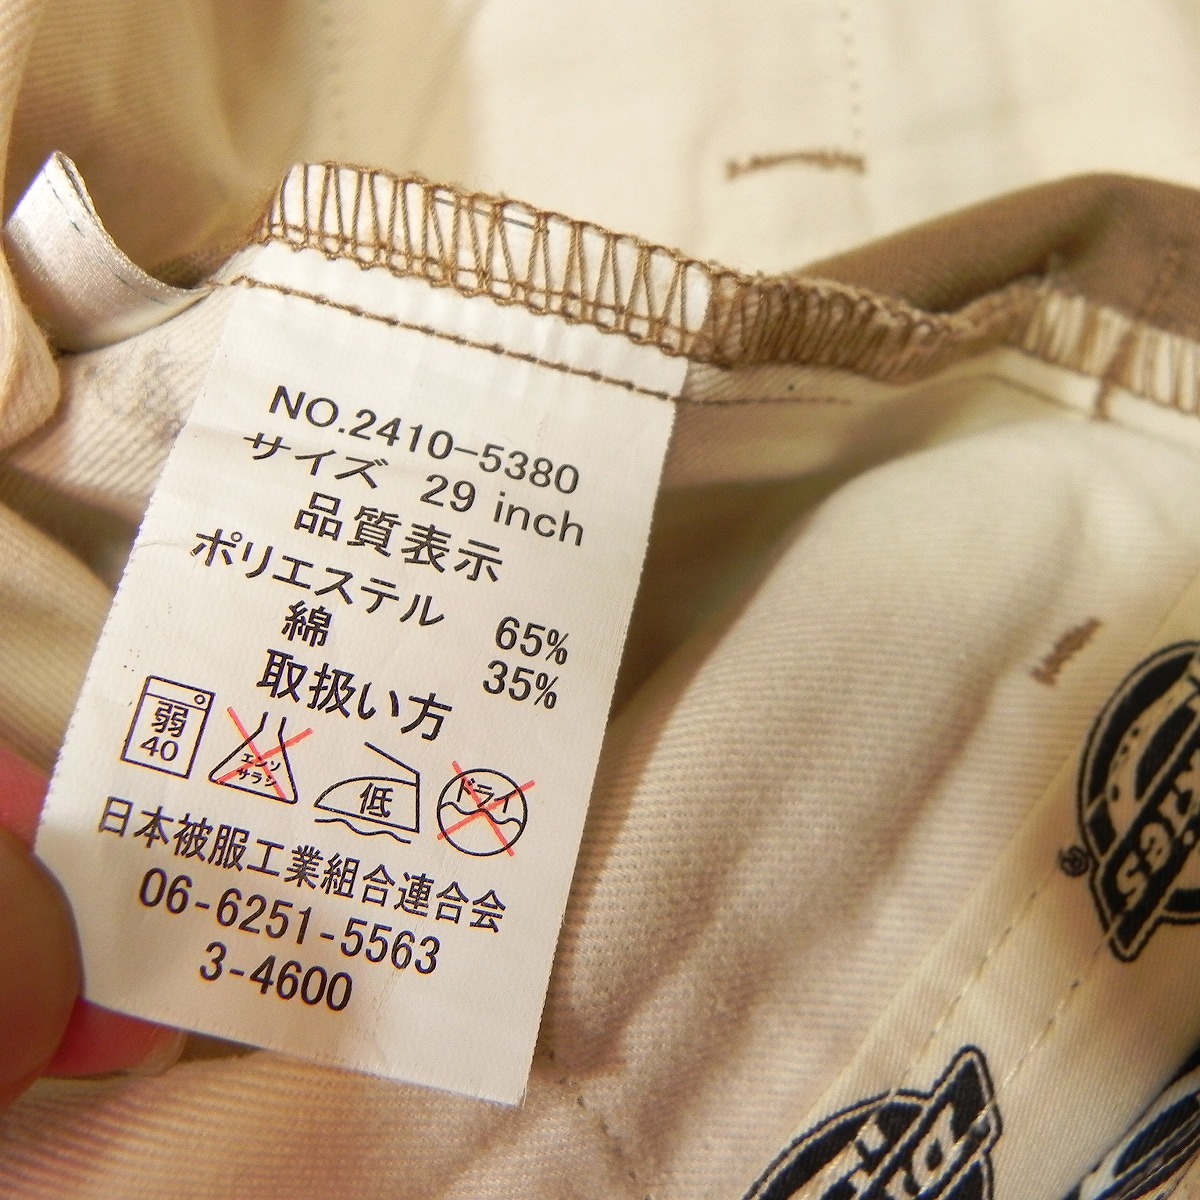 NO.2410-5380
サイズ 29 inch
品質表示
ポリエステル 65%
綿 35%
取扱い方
弱
40
エンソ
サラシ
低
ドライ
日本被服工業組合連合会
06-6251-5563
3-4600
®